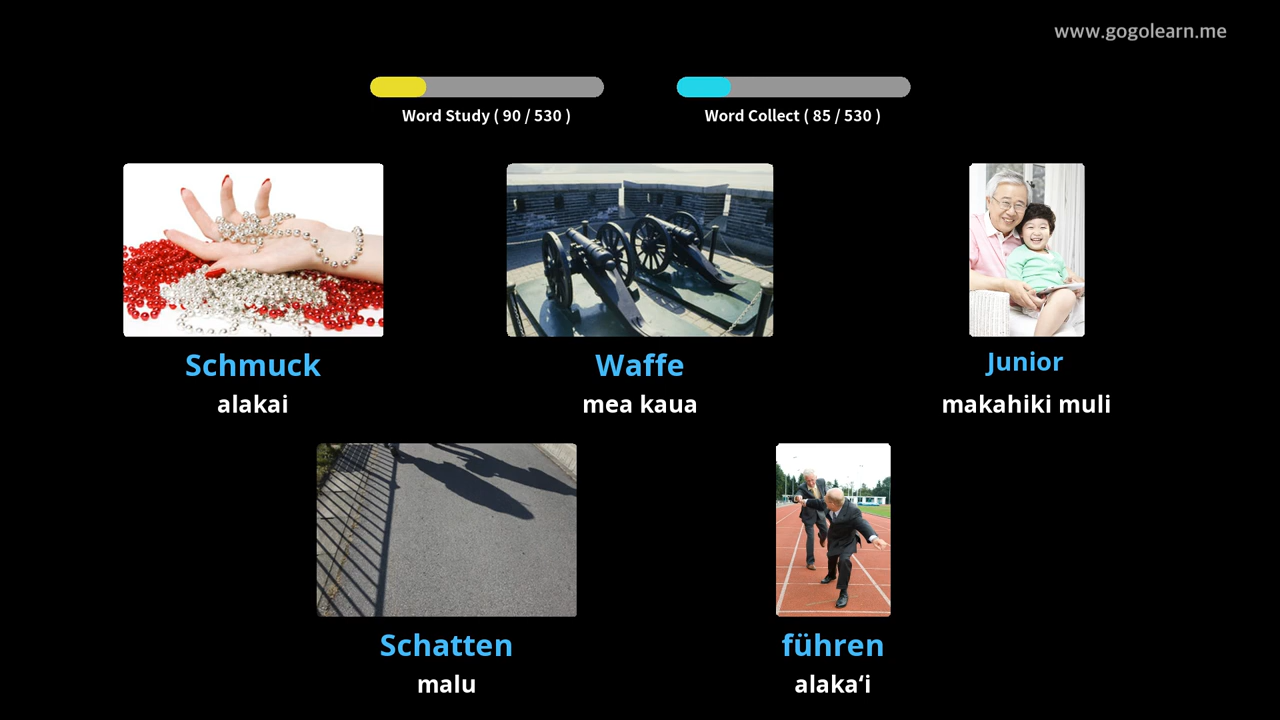 www.gogolearn.me
Word Study ( 90 / 530 )
Word Collect ( 85 / 530 )
Schmuck
alakai
Waffe
mea kaua
Junior
makahiki muli
Schatten
malu
führen
alakaʻi